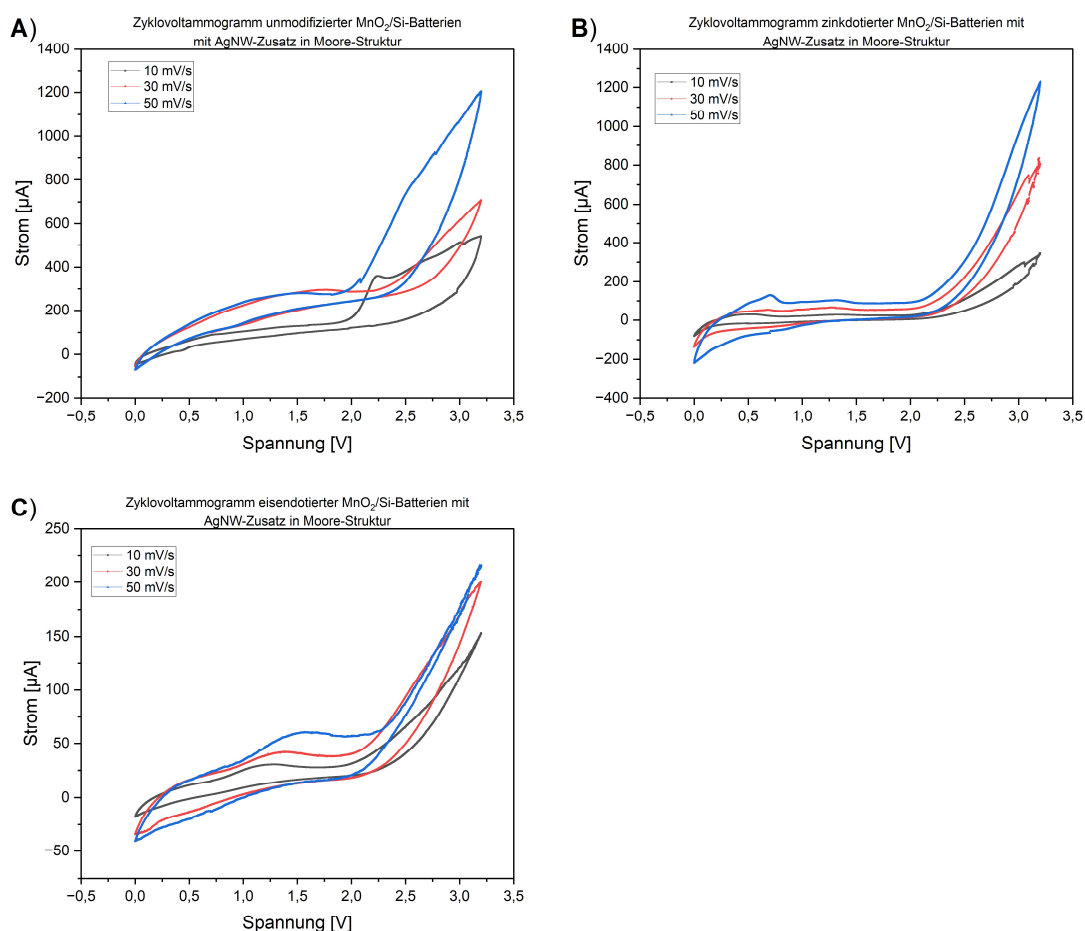 A)
Zyklovoltammogramm unmodifizierter MnO₂/Si-Batterien
mit AgNW-Zusatz in Moore-Struktur
1400
1200
1000
800
600
400
200
0
−200
Strom [µA]
10 mV/s
30 mV/s
50 mV/s
−0,5 0,0 0,5 1,0 1,5 2,0 2,5 3,0 3,5
Spannung [V]
B)
Zyklovoltammogramm zinkdotierter MnO₂/Si-Batterien mit
AgNW-Zusatz in Moore-Struktur
1400
1200
1000
800
600
400
200
0
−200
−400
Strom [µA]
10 mV/s
30 mV/s
50 mV/s
−0,5 0,0 0,5 1,0 1,5 2,0 2,5 3,0 3,5
Spannung [V]
C)
Zyklovoltammogramm eisendotierter MnO₂/Si-Batterien mit
AgNW-Zusatz in Moore-Struktur
250
200
150
100
50
0
−50
Strom [µA]
10 mV/s
30 mV/s
50 mV/s
−0,5 0,0 0,5 1,0 1,5 2,0 2,5 3,0 3,5
Spannung [V]